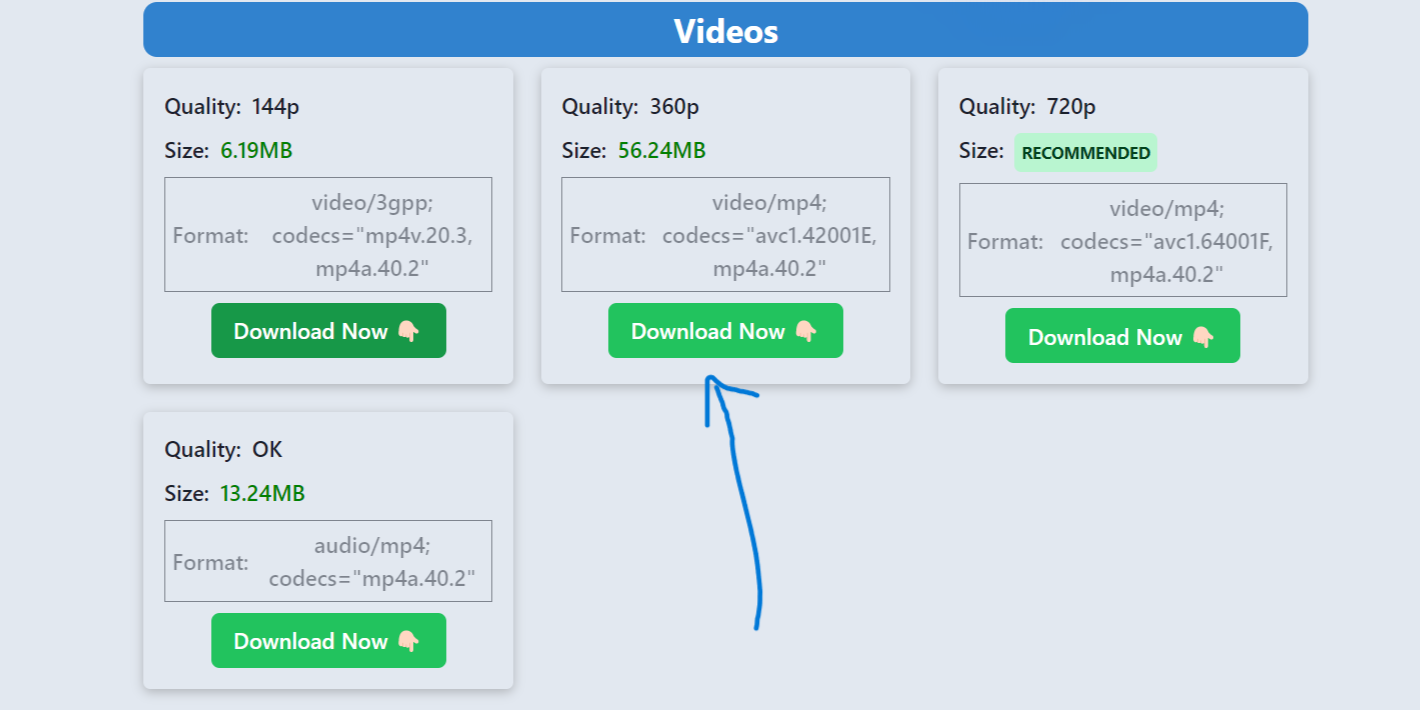 Videos
Quality: 144p
Size: 6.19MB
Format: video/3gpp;
codecs="mp4v.20.3,
mp4a.40.2"
Download Now 👇🏻
Quality: 360p
Size: 56.24MB
Format: video/mp4;
codecs="avc1.42001E,
mp4a.40.2"
Download Now 👇🏻
Quality: 720p
Size: RECOMMENDED
Format: video/mp4;
codecs="avc1.64001F,
mp4a.40.2"
Download Now 👇🏻
Quality: OK
Size: 13.24MB
Format: audio/mp4;
codecs="mp4a.40.2"
Download Now 👇🏻